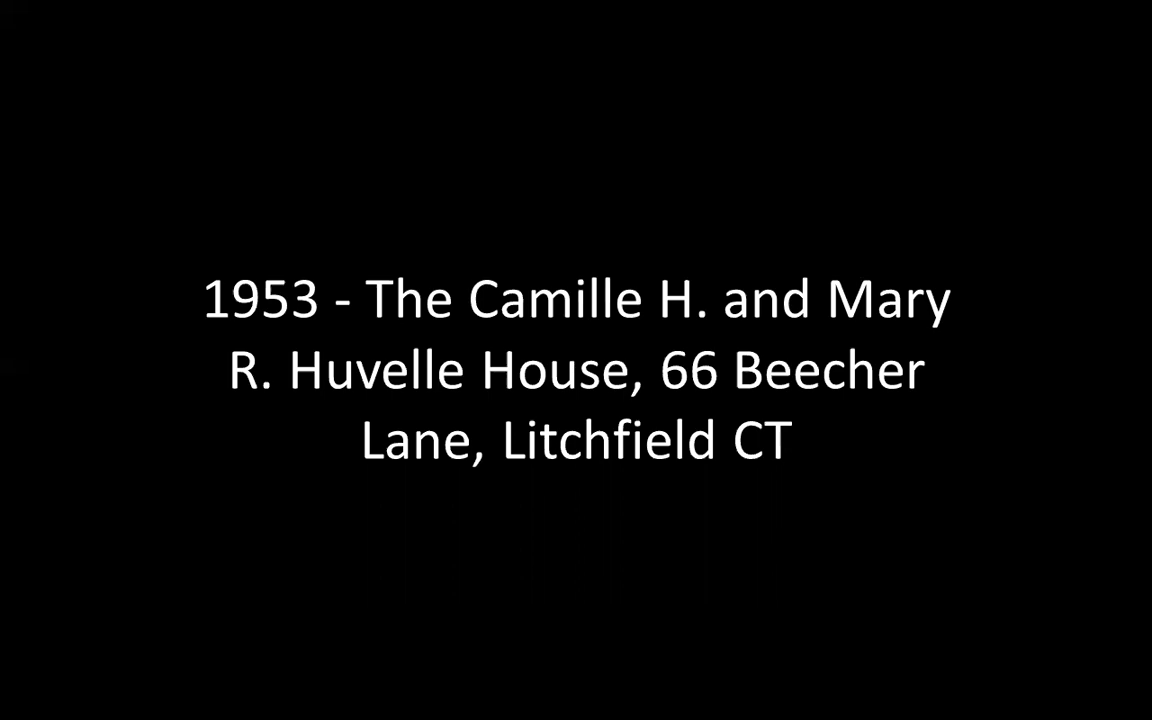 1953 - The Camille H. and Mary
R. Huvelle House, 66 Beecher
Lane, Litchfield CT